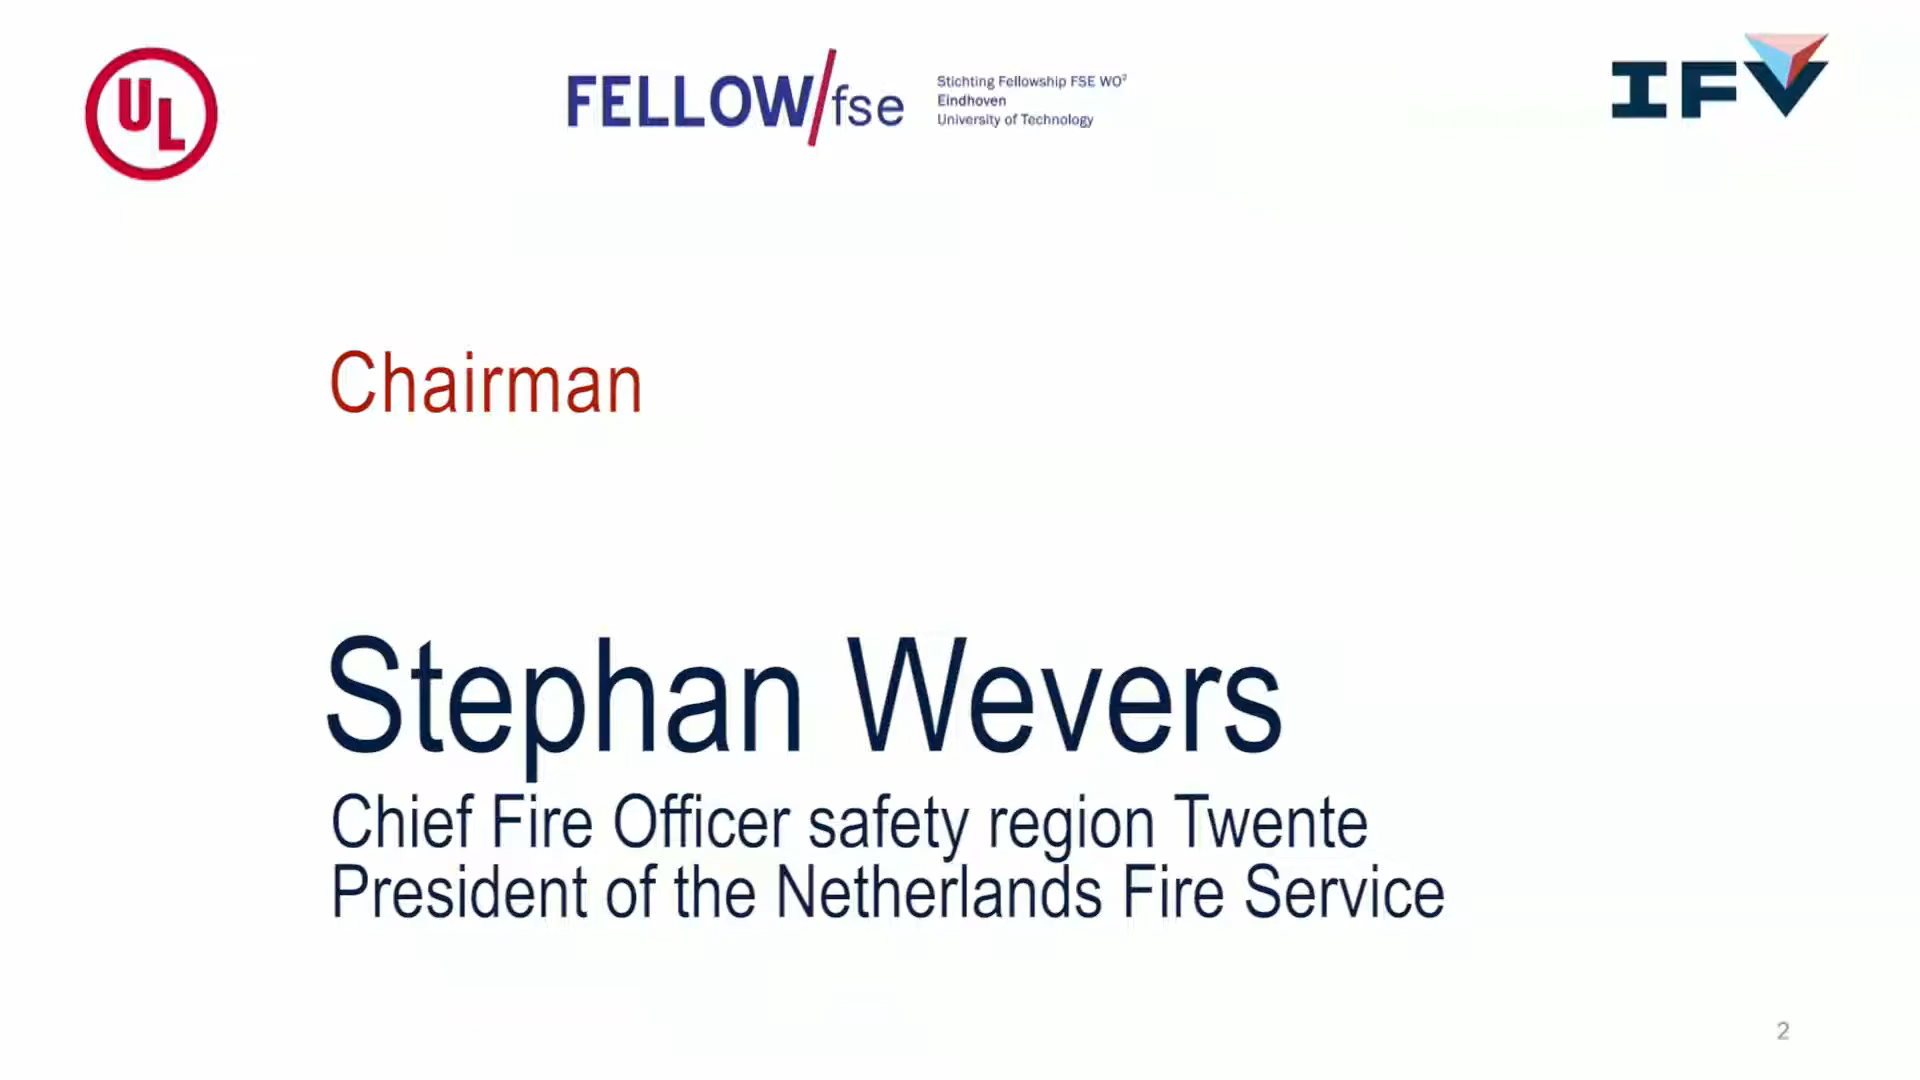 UL
FELLOW/fse
Stichting Fellowship FSE WO²
Eindhoven
University of Technology
IFV
Chairman
Stephan Wevers
Chief Fire Officer safety region Twente
President of the Netherlands Fire Service
2